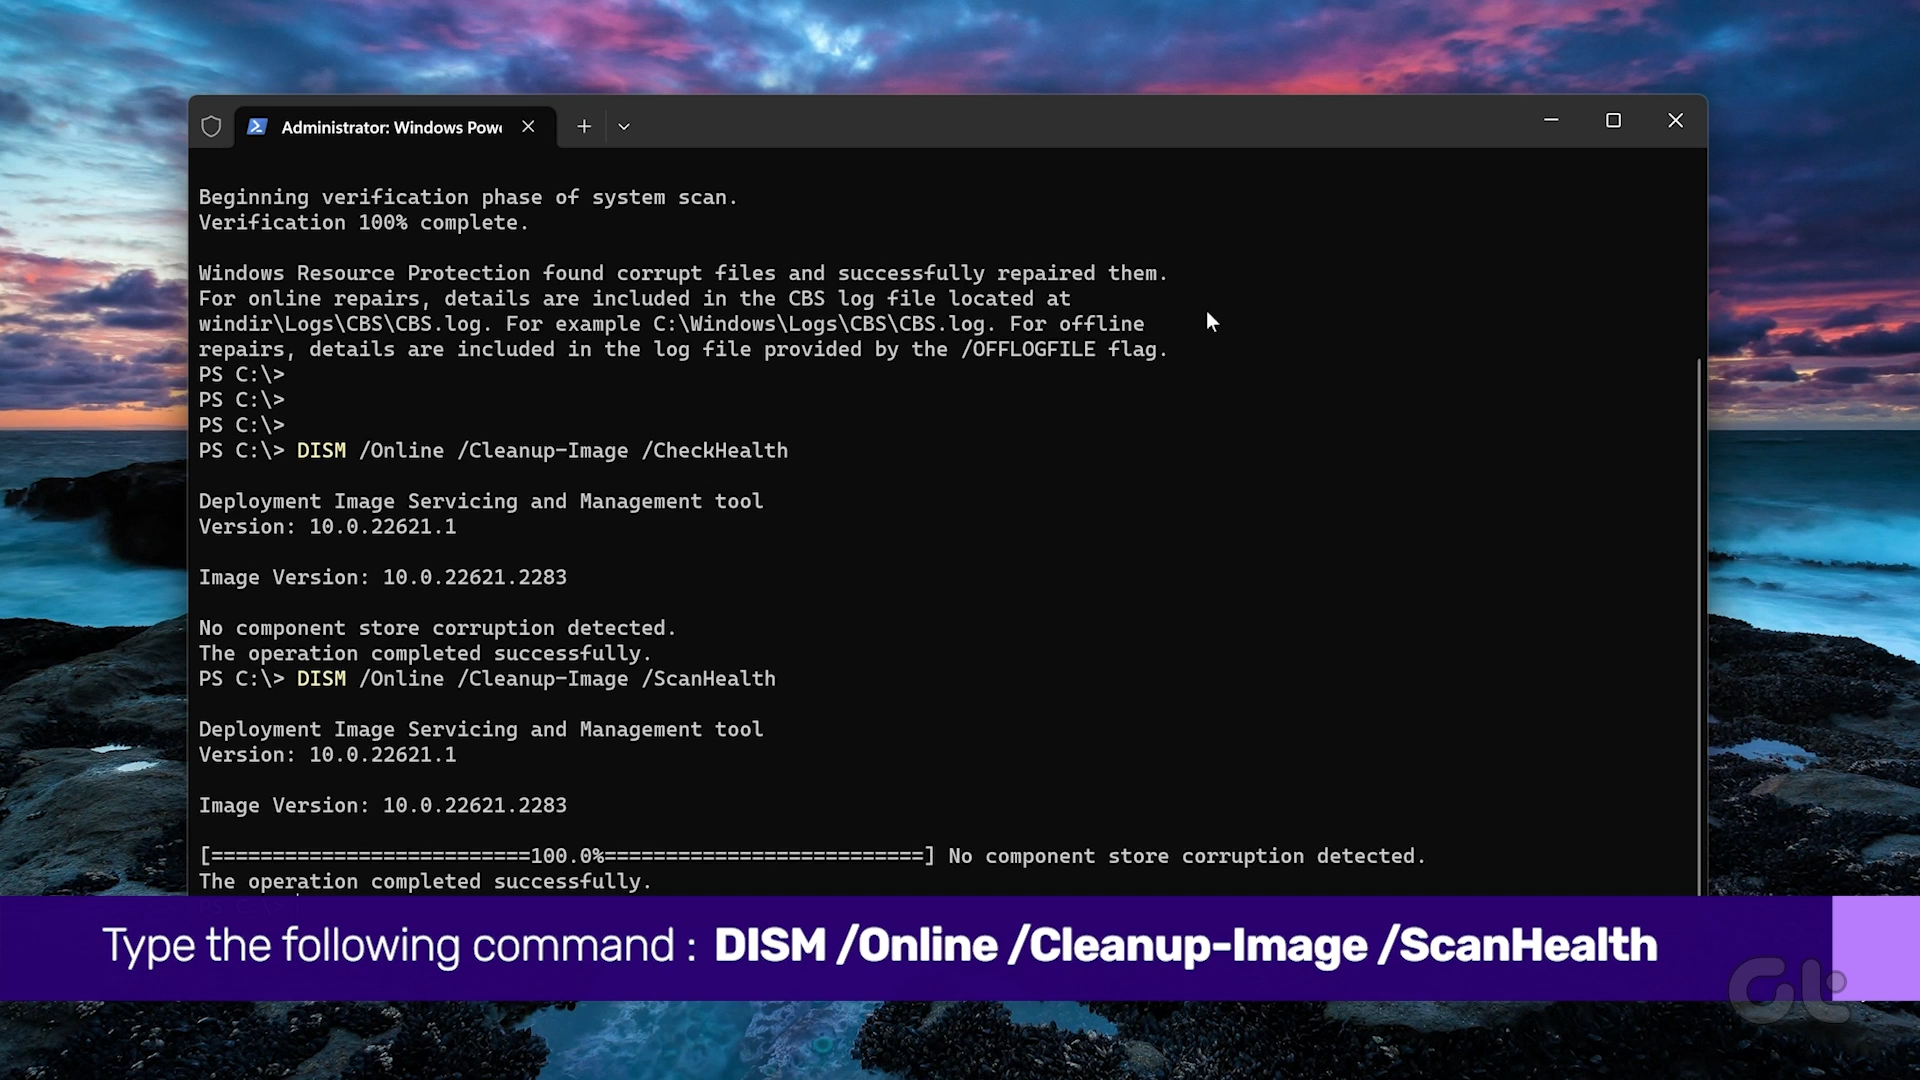 Administrator: Windows Pow
Beginning verification phase of system scan.
Verification 100% complete.
Windows Resource Protection found corrupt files and successfully repaired them.
For online repairs, details are included in the CBS log file located at
windir\Logs\CBS\CBS.log. For example C:\Windows\Logs\CBS\CBS.log. For offline
repairs, details are included in the log file provided by the /OFFLOGFILE flag.
PS C:\>
PS C:\>
PS C:\>
PS C:\> DISM /Online /Cleanup-Image /CheckHealth
Deployment Image Servicing and Management tool
Version: 10.0.22621.1
Image Version: 10.0.22621.2283
No component store corruption detected.
The operation completed successfully.
PS C:\> DISM /Online /Cleanup-Image /ScanHealth
Deployment Image Servicing and Management tool
Version: 10.0.22621.1
Image Version: 10.0.22621.2283
[==========================100.0%==========================] No component store corruption detected.
The operation completed successfully.
PS C:\>
Type the following command : DISM /Online /Cleanup-Image /ScanHealth
GL